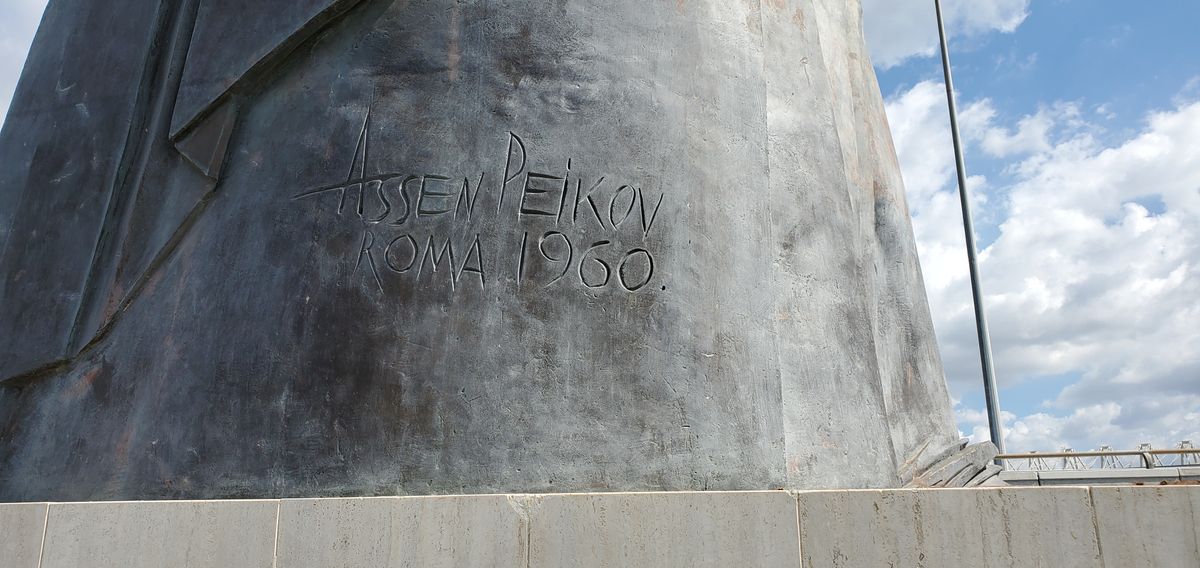 ASSEN PEIKOV
ROMA 1960.